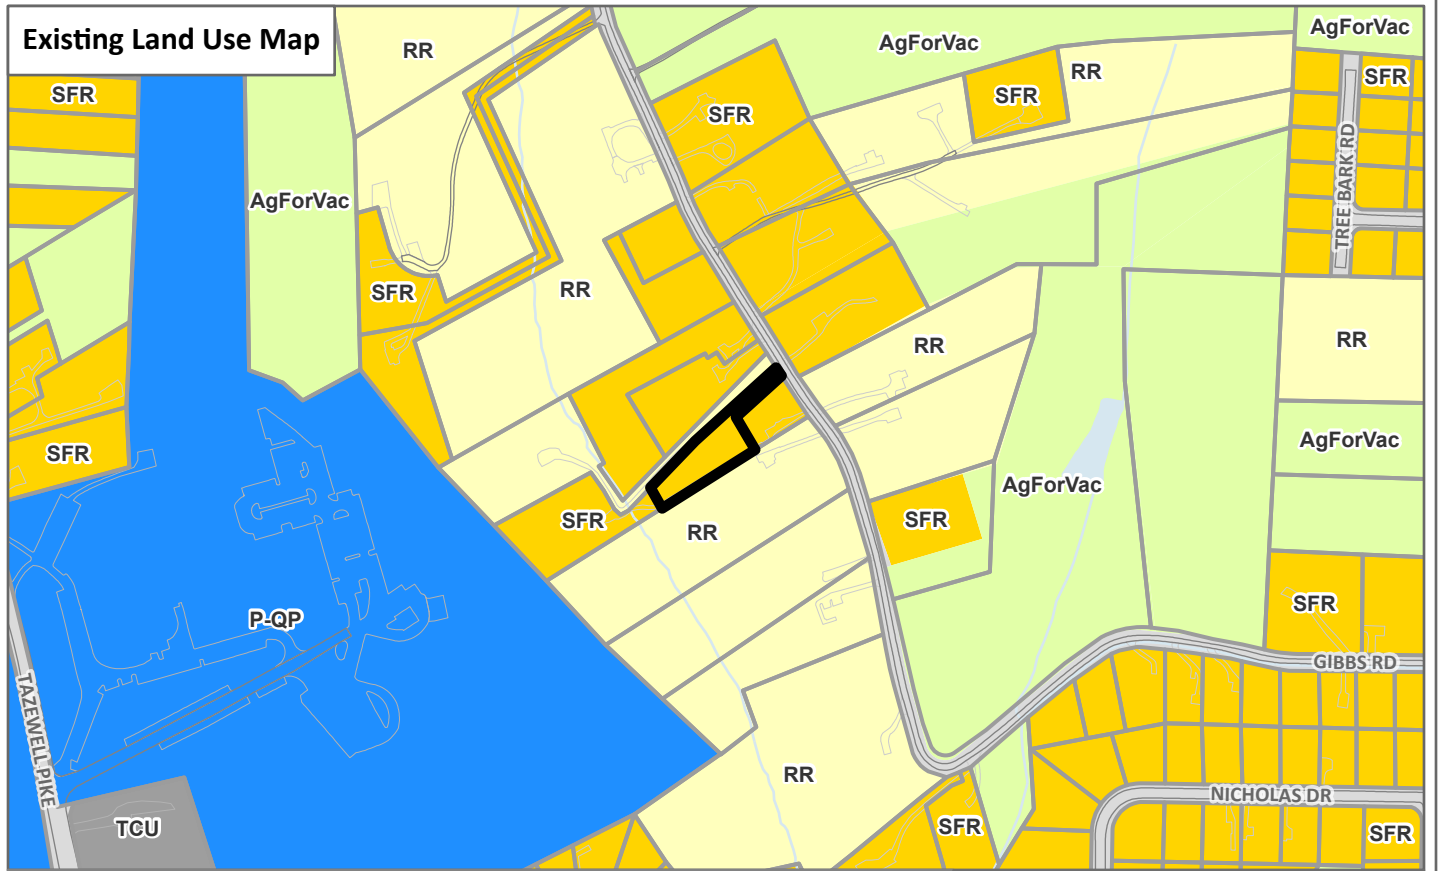 Existing Land Use Map
RR
AgForVac
AgForVac
SFR
SFR
RR
SFR
SFR
SFR
TREE BARK RD
AgForVac
SFR
RR
RR
RR
AgForVac
SFR
AgForVac
SFR
SFR
RR
SFR
P-QP
GIBBS RD
TAZEWELL PIKE
RR
NICHOLAS DR
TCU
SFR
SFR